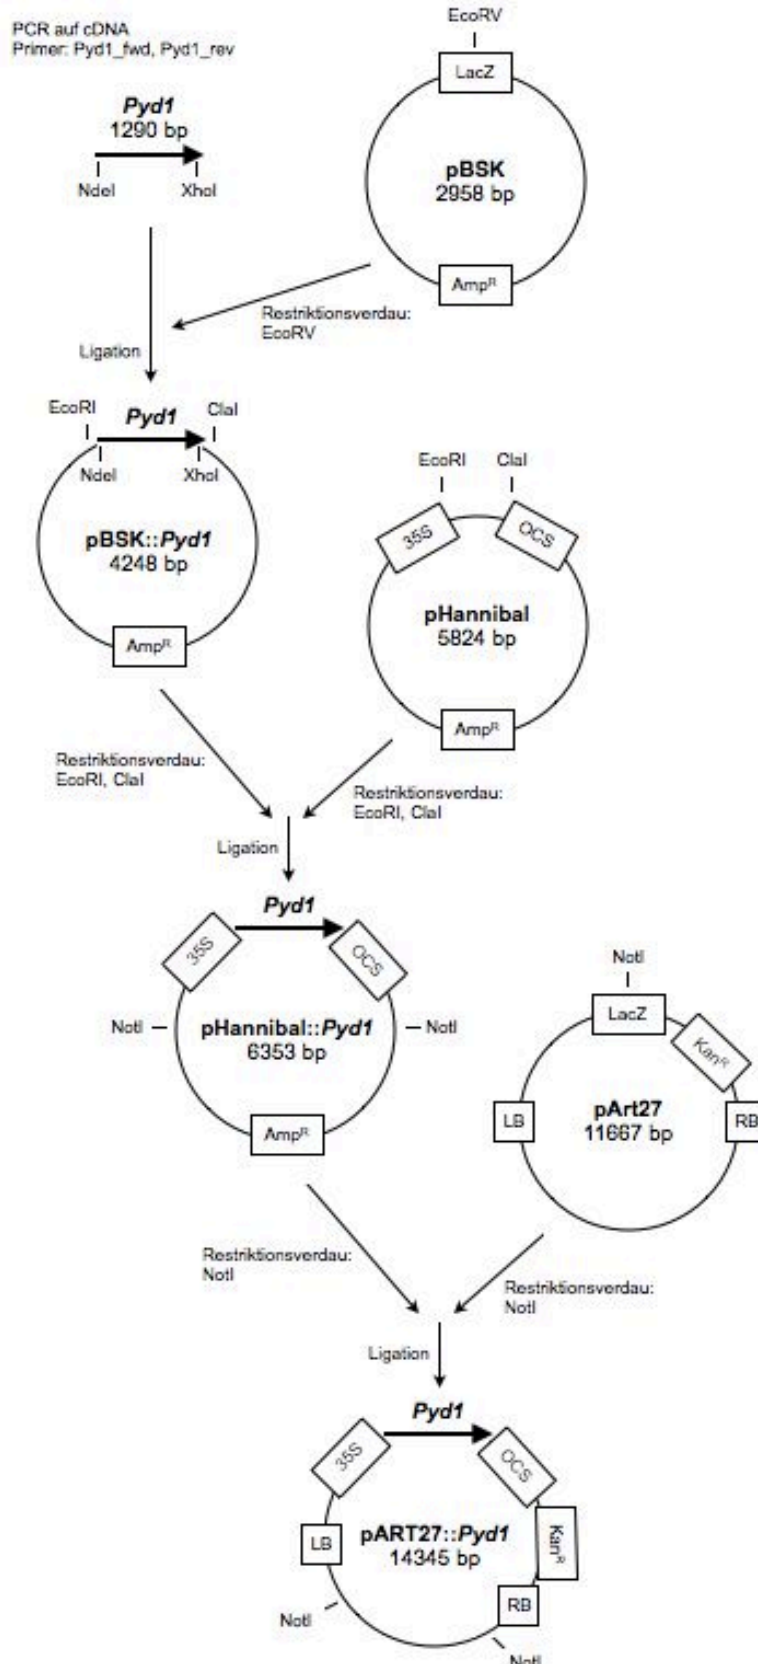 PCR auf cDNA
Primer: Pyd1_fwd, Pyd1_rev
EcoRV
LacZ
Pyd1
1290 bp
NdeI
XhoI
pBSK
2958 bp
AmpR
Restriktionsverdau:
EcoRV
Ligation
EcoRI
Pyd1
ClaI
NdeI
XhoI
pBSK::Pyd1
4248 bp
AmpR
EcoRI
ClaI
35S
OCS
pHannibal
5824 bp
AmpR
Restriktionsverdau:
EcoRI, ClaI
Restriktionsverdau:
EcoRI, ClaI
Ligation
Pyd1
35S
OCS
NotI
NotI
pHannibal::Pyd1
6353 bp
AmpR
NotI
LacZ
KanR
LB
RB
pArt27
11667 bp
Restriktionsverdau:
NotI
Restriktionsverdau:
NotI
Ligation
Pyd1
35S
OCS
LB
KanR
pART27::Pyd1
14345 bp
RB
NotI
NotI